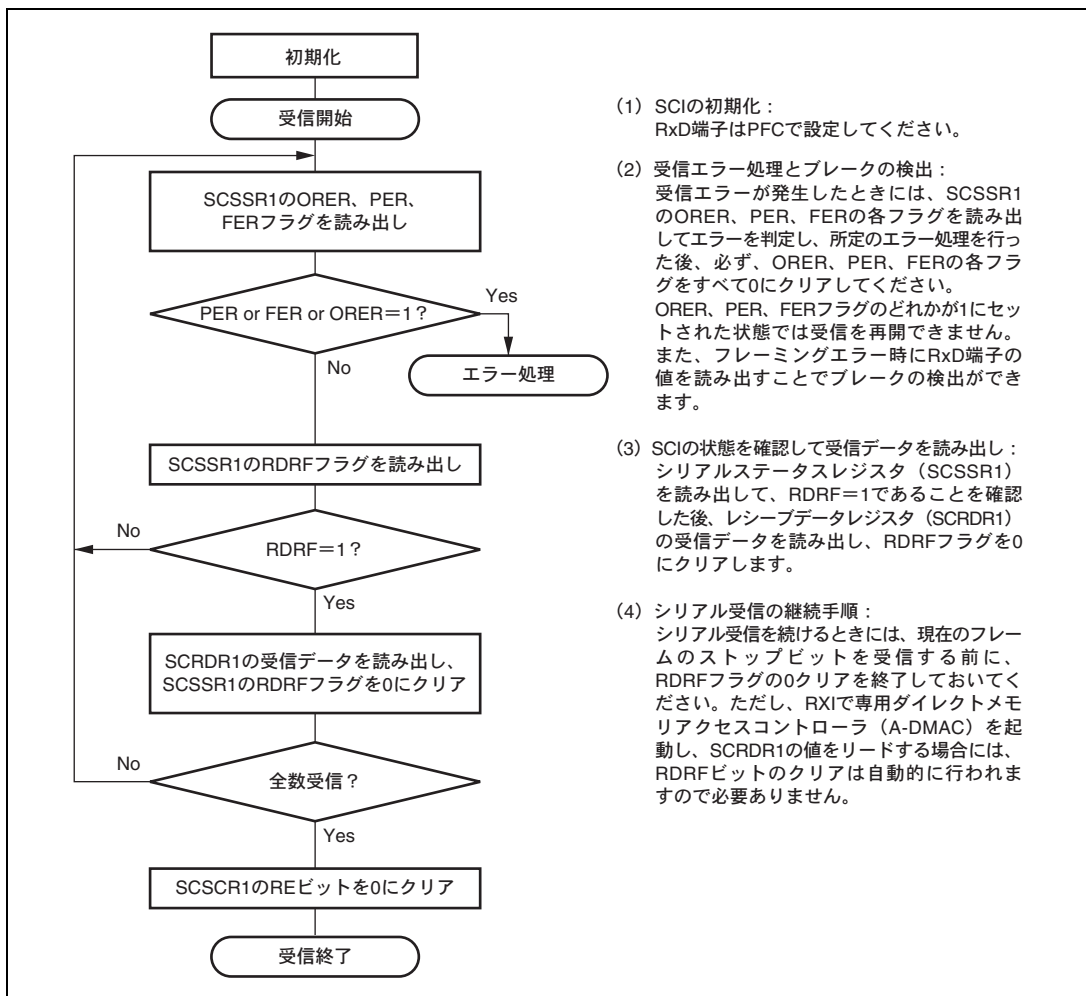 初期化
受信開始
SCSSR1のORER、PER、
FERフラグを読み出し
PER or FER or ORER＝1？
Yes
エラー処理
No
SCSSR1のRDRFフラグを読み出し
No
RDRF＝1？
Yes
SCRDR1の受信データを読み出し、
SCSSR1のRDRFフラグを0にクリア
No
全数受信？
Yes
SCSCR1のREビットを0にクリア
受信終了
（1）SCIの初期化：
RxD端子はPFCで設定してください。
（2）受信エラー処理とブレークの検出：
受信エラーが発生したときには、SCSSR1
のORER、PER、FERの各フラグを読み出
してエラーを判定し、所定のエラー処理を行っ
た後、必ず、ORER、PER、FERの各フラ
グをすべて0にクリアしてください。
ORER、PER、FERフラグのどれかが1にセッ
トされた状態では受信を再開できません。
また、フレーミングエラー時にRxD端子の
値を読み出すことでブレークの検出ができ
ます。
（3）SCIの状態を確認して受信データを読み出し：
シリアルステータスレジスタ（SCSSR1）
を読み出して、RDRF＝1であることを確認
した後、レシーブデータレジスタ（SCRDR1）
の受信データを読み出し、RDRFフラグを0
にクリアします。
（4）シリアル受信の継続手順：
シリアル受信を続けるときには、現在のフレー
ムのストップビットを受信する前に、
RDRFフラグの0クリアを終了しておいてく
ださい。ただし、RXIで専用ダイレクトメモ
リアクセスコントローラ（A-DMAC）を起
動し、SCRDR1の値をリードする場合には、
RDRFビットのクリアは自動的に行われま
すので必要ありません。